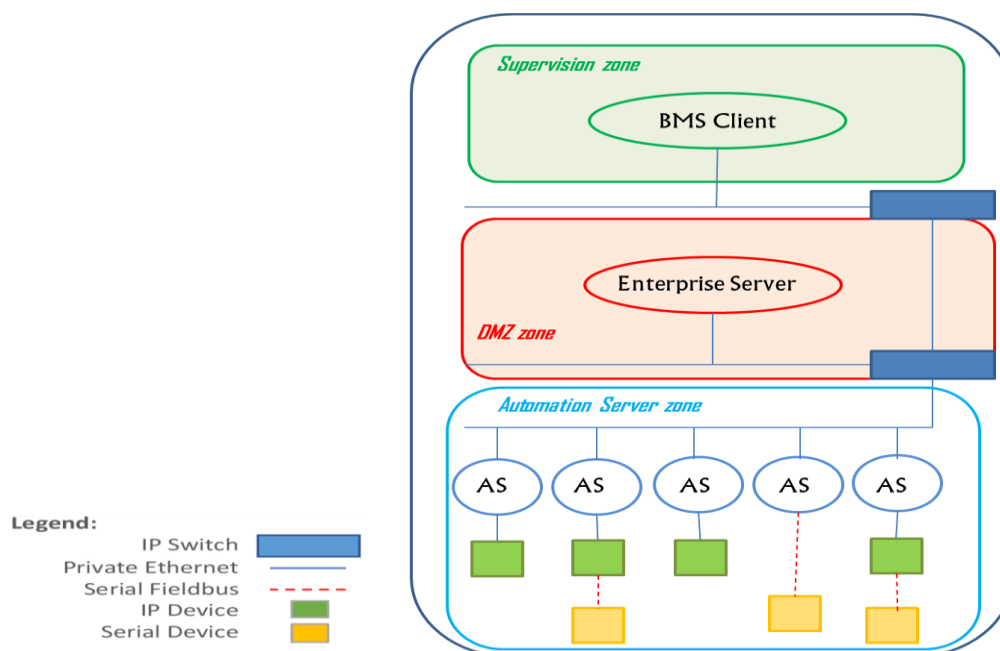 Supervision zone
BMS Client
Enterprise Server
DMZ zone
Automation Server zone
AS AS AS AS AS
Legend:
IP Switch
Private Ethernet
Serial Fieldbus
IP Device
Serial Device